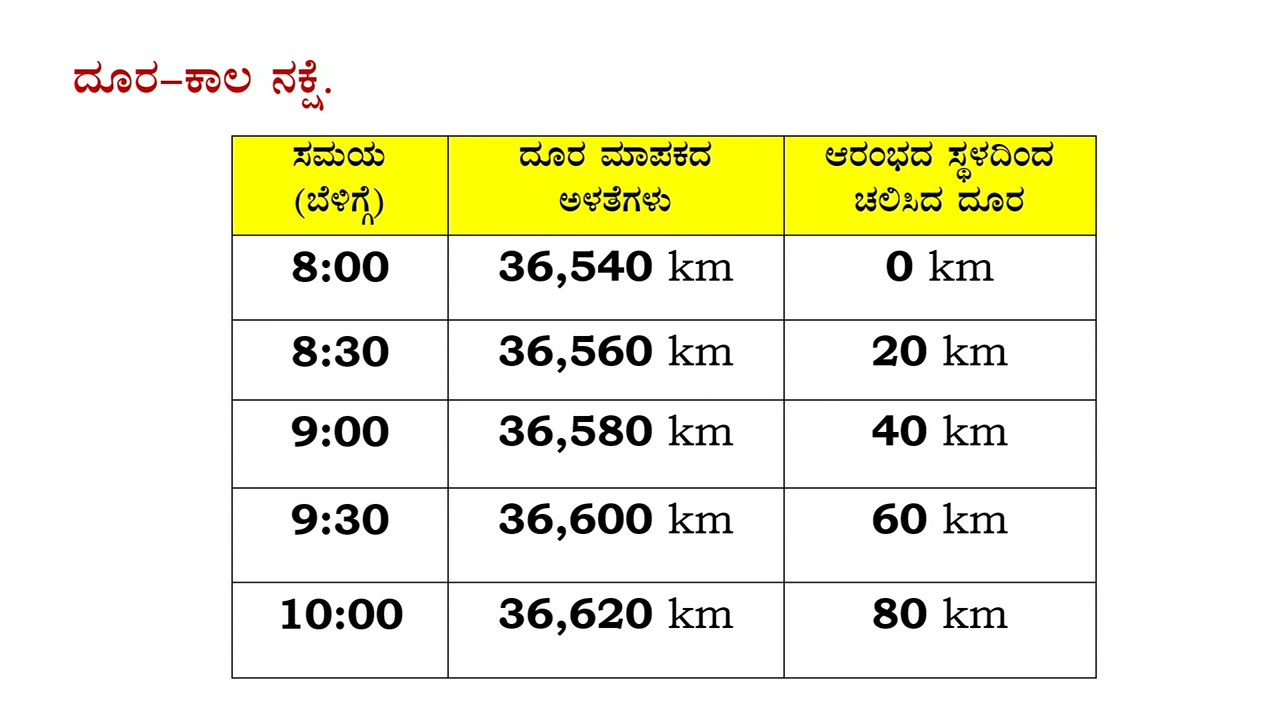 ದೂರ–ಕಾಲ ನಕ್ಷೆ.
ಸಮಯ (ಬೆಳಿಗ್ಗೆ) ದೂರ ಮಾಪಕದ ಅಳತೆಗಳು ಆರಂಭದ ಸ್ಥಳದಿಂದ ಚಲಿಸಿದ ದೂರ
8:00 36,540 km 0 km
8:30 36,560 km 20 km
9:00 36,580 km 40 km
9:30 36,600 km 60 km
10:00 36,620 km 80 km